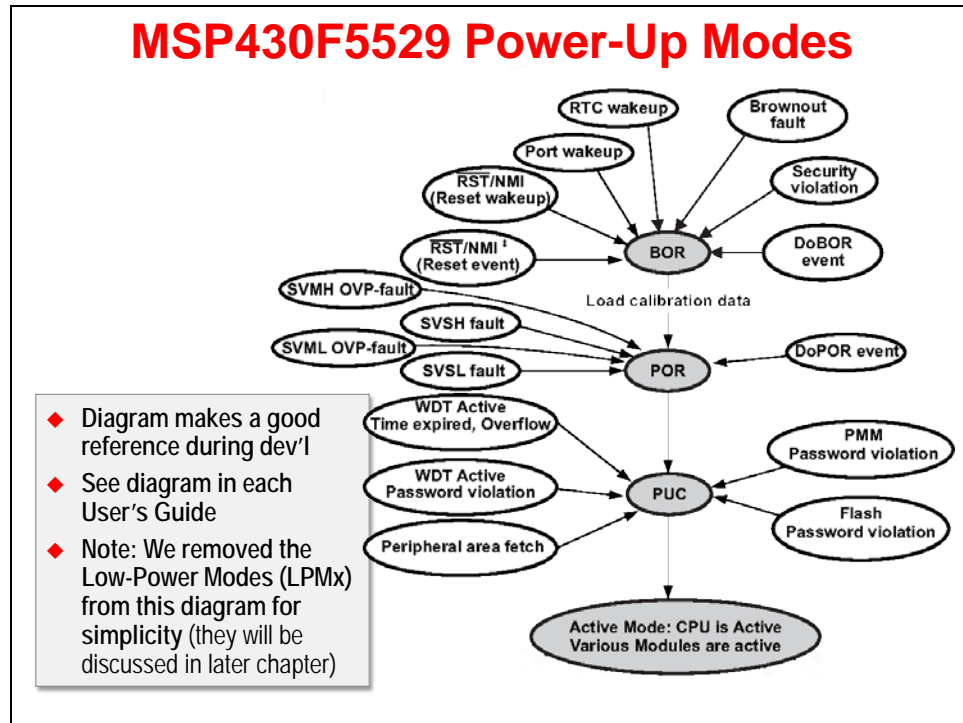 MSP430F5529 Power-Up Modes
RTC wakeup
Brownout
fault
Port wakeup
Security
violation
RST/NMI
(Reset wakeup)
RST/NMI ‡
(Reset event)
BOR
DoBOR
event
SVMH OVP-fault
Load calibration data
SVSH fault
SVML OVP-fault
DoPOR event
SVSL fault
POR
WDT Active
Time expired, Overflow
PMM
Password violation
WDT Active
Password violation
PUC
Flash
Password violation
Peripheral area fetch
Active Mode: CPU is Active
Various Modules are active
◆ Diagram makes a good
reference during dev'l
◆ See diagram in each
User's Guide
◆ Note: We removed the
Low-Power Modes (LPMx)
from this diagram for
simplicity (they will be
discussed in later chapter)